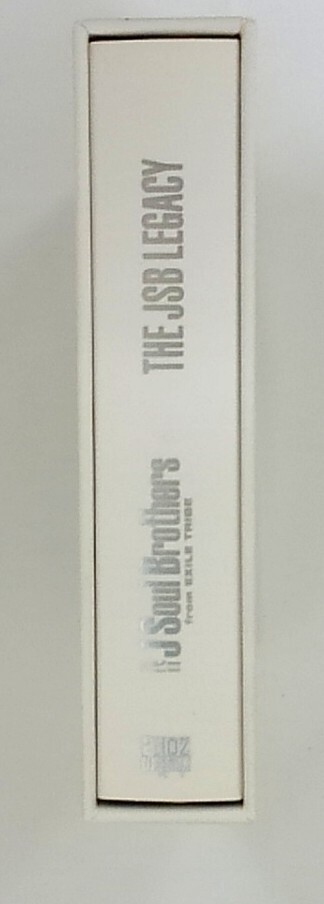 THE JSB LEGACY
J Soul Brothers
from EXILE TRIBE